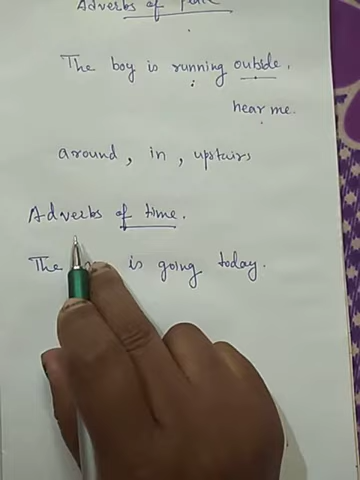 Adverbs of place
The boy is running outside.
hear me.
around, in, upstairs
Adverbs of time.
The is going today.